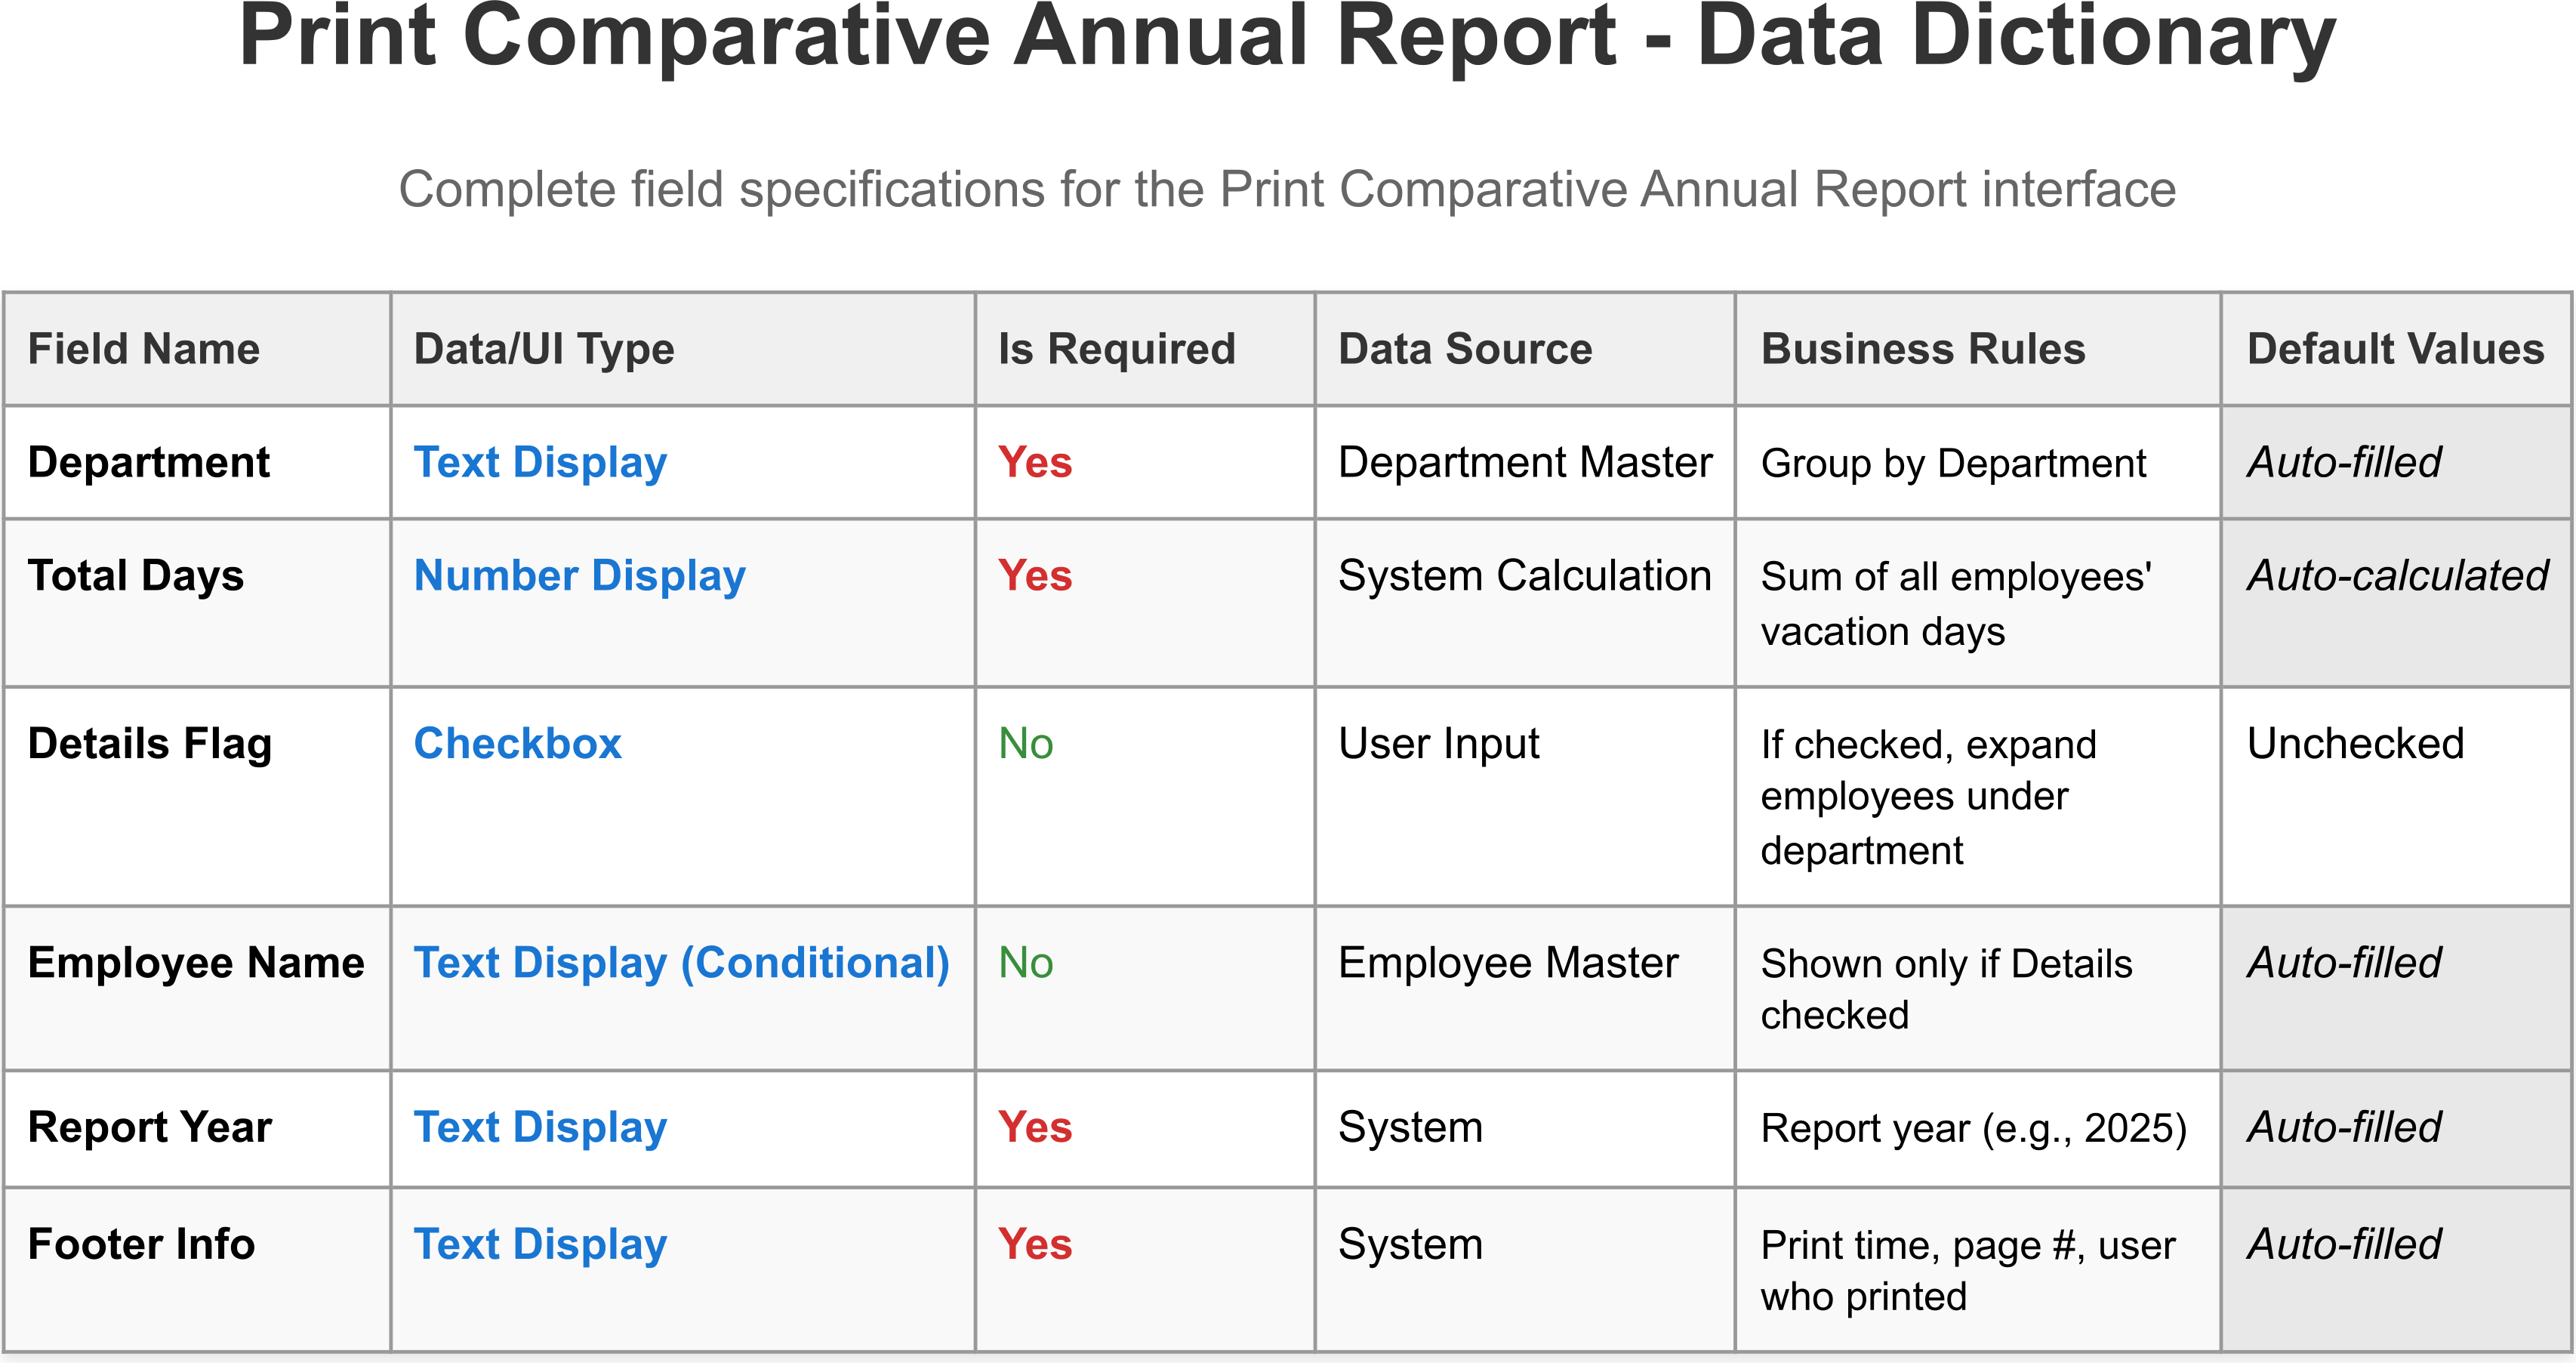 Print Comparative Annual Report - Data Dictionary
Complete field specifications for the Print Comparative Annual Report interface
Field Name Data/UI Type Is Required Data Source Business Rules Default Values
Department Text Display Yes Department Master Group by Department Auto-filled
Total Days Number Display Yes System Calculation Sum of all employees' Auto-calculated
vacation days
Details Flag Checkbox No User Input If checked, expand Unchecked
employees under
department
Employee Name Text Display (Conditional) No Employee Master Shown only if Details Auto-filled
checked
Report Year Text Display Yes System Report year (e.g., 2025) Auto-filled
Footer Info Text Display Yes System Print time, page #, user Auto-filled
who printed